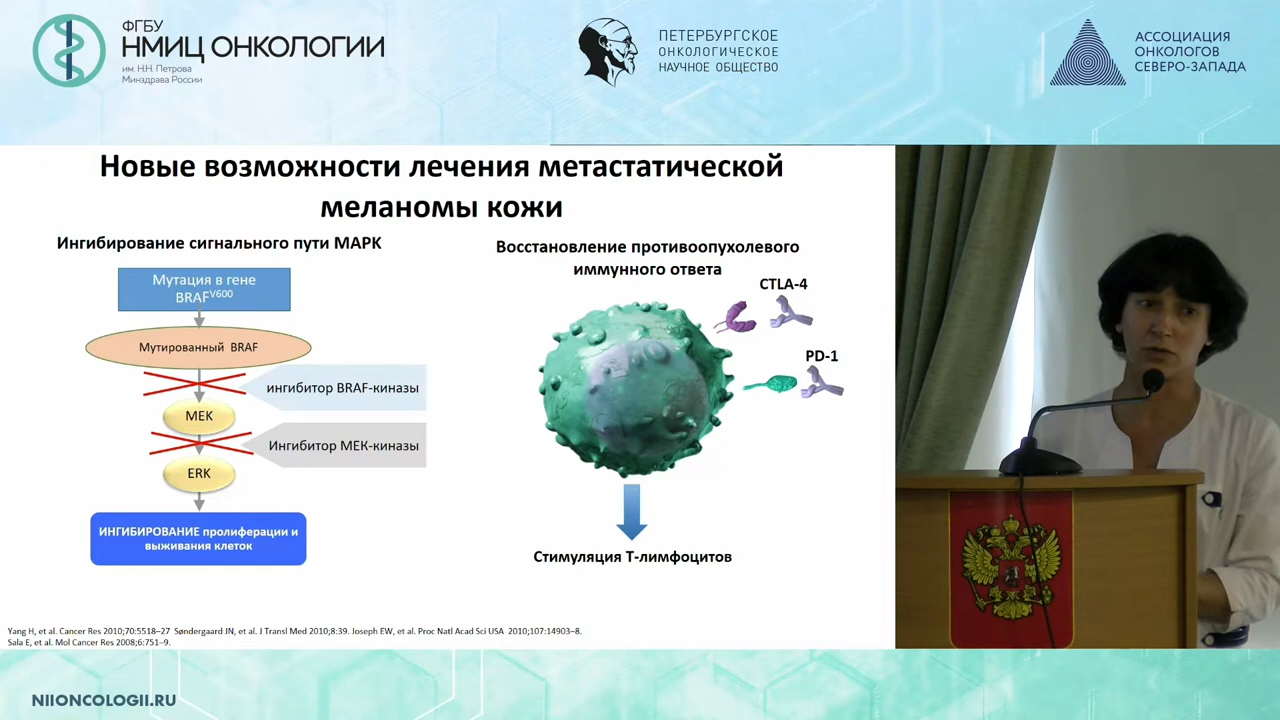 ФГБУ
НМИЦ ОНКОЛОГИИ
им. Н.Н. Петрова
Минздрава России
ПЕТЕРБУРГСКОЕ
ОНКОЛОГИЧЕСКОЕ
НАУЧНОЕ ОБЩЕСТВО
АССОЦИАЦИЯ
ОНКОЛОГОВ
СЕВЕРО-ЗАПАДА
Новые возможности лечения метастатической
меланомы кожи
Ингибирование сигнального пути MAPK
Мутация в гене
BRAFV600
Мутированный BRAF
ингибитор BRAF-киназы
MEK
Ингибитор МЕК-киназы
ERK
ИНГИБИРОВАНИЕ пролиферации и
выживания клеток
Восстановление противоопухолевого
иммунного ответа
CTLA-4
PD-1
Стимуляция Т-лимфоцитов
Yang H, et al. Cancer Res 2010;70:5518–27 Søndergaard JN, et al. J Transl Med 2010;8:39. Joseph EW, et al. Proc Natl Acad Sci USA 2010;107:14903–8.
Sala E, et al. Mol Cancer Res 2008;6:751–9.
NIIONCOLOGII.RU